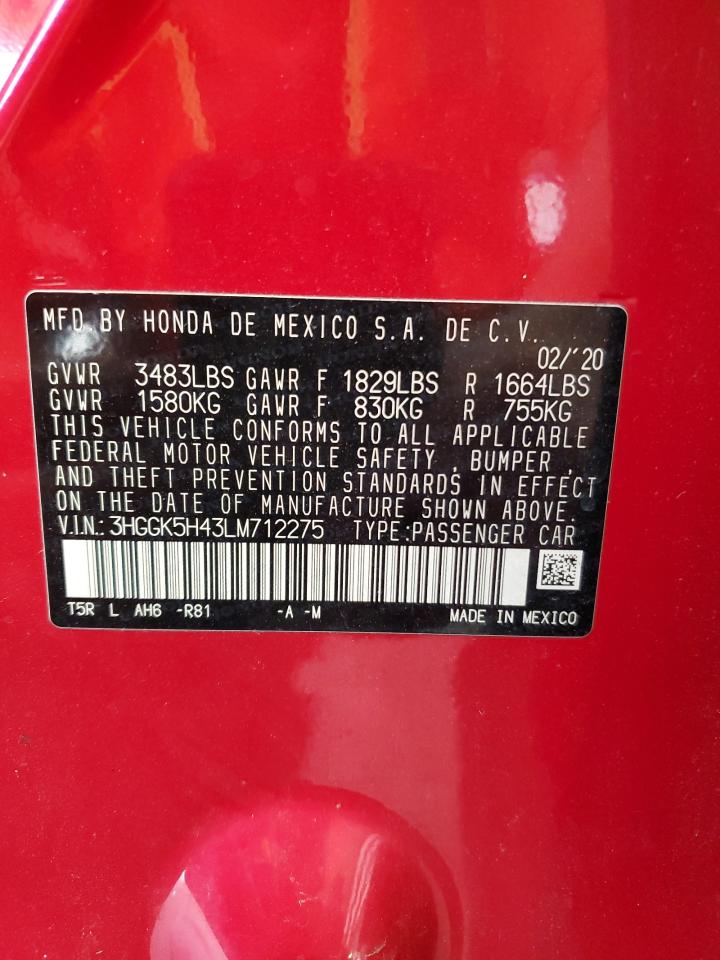 MFD. BY HONDA DE MEXICO S.A. DE C.V.
02/'20
GVWR 3483LBS GAWR F 1829LBS R 1664LBS
GVWR 1580KG GAWR F 830KG R 755KG
THIS VEHICLE CONFORMS TO ALL APPLICABLE
FEDERAL MOTOR VEHICLE SAFETY , BUMPER ,
AND THEFT PREVENTION STANDARDS IN EFFECT
ON THE DATE OF MANUFACTURE SHOWN ABOVE.
V.I.N.: 3HGGK5H43LM712275 TYPE:PASSENGER CAR
T5R L AH6 -R81 -A -M MADE IN MEXICO